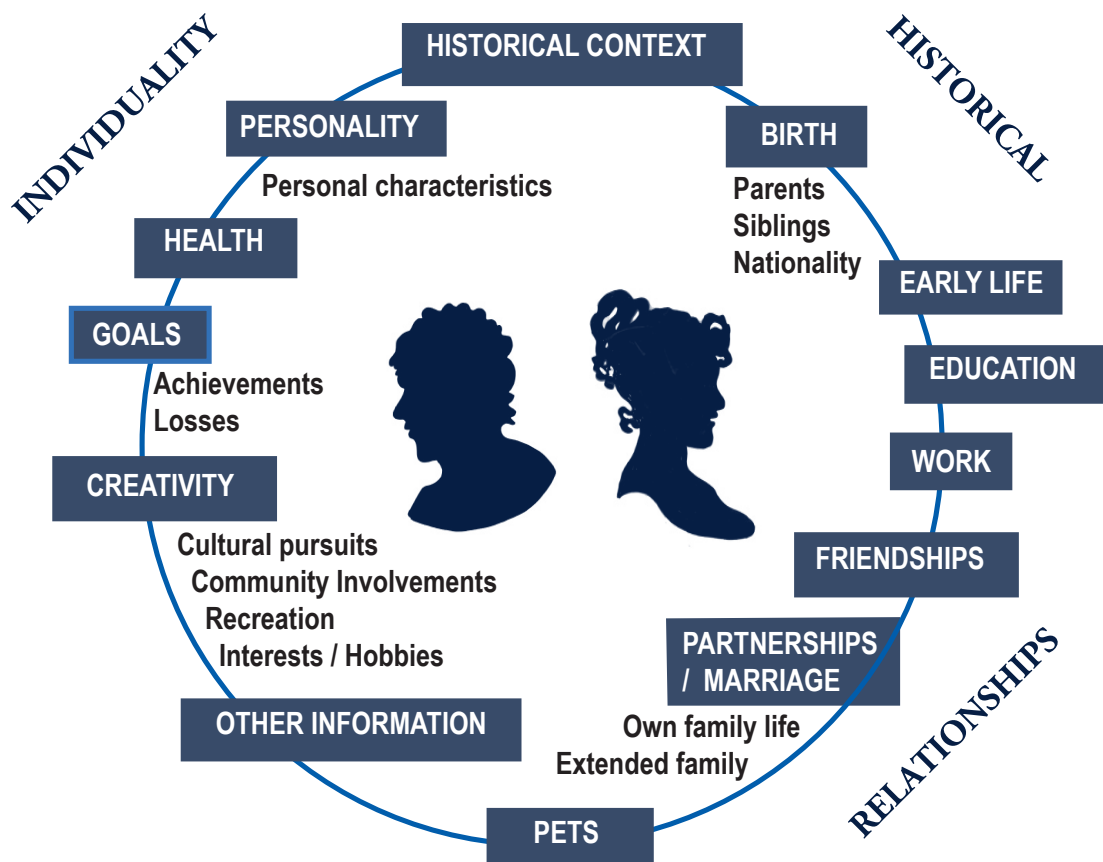 HISTORICAL CONTEXT
HISTORICAL
BIRTH
Parents
Siblings
Nationality
EARLY LIFE
EDUCATION
WORK
FRIENDSHIPS
RELATIONSHIPS
PARTNERSHIPS
/ MARRIAGE
Own family life
Extended family
PETS
OTHER INFORMATION
CREATIVITY
Cultural pursuits
Community Involvements
Recreation
Interests / Hobbies
GOALS
Achievements
Losses
HEALTH
PERSONALITY
Personal characteristics
INDIVIDUALITY